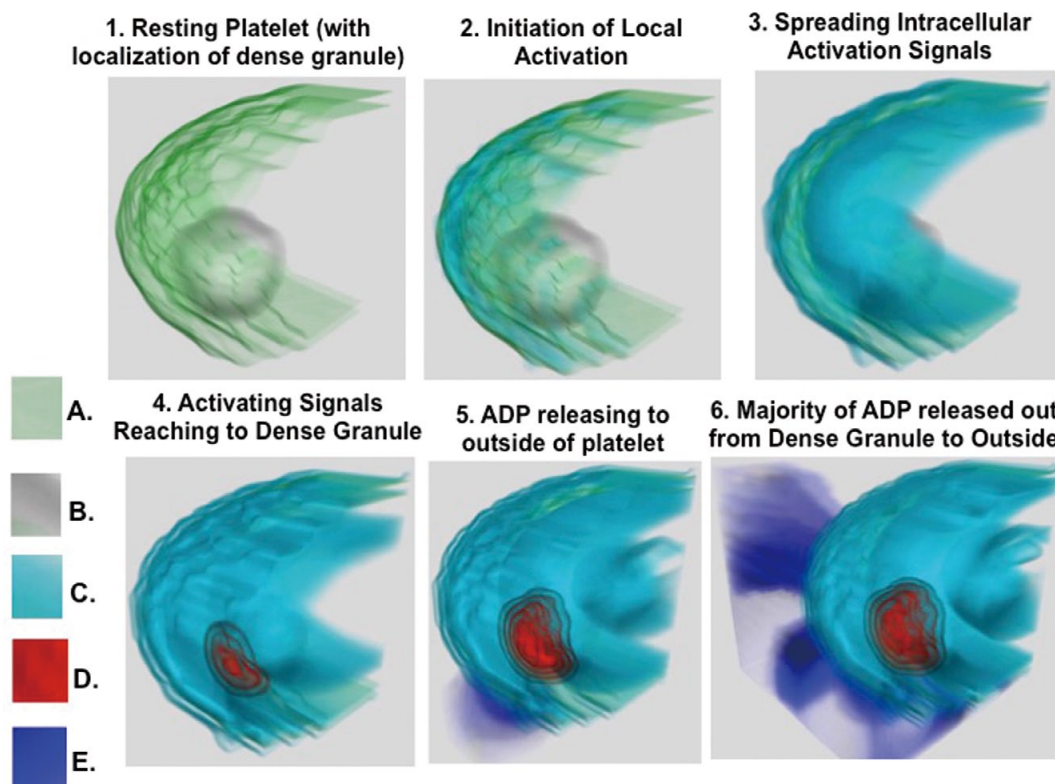 1. Resting Platelet (with
localization of dense granule)
2. Initiation of Local
Activation
3. Spreading Intracellular
Activation Signals
A.
B.
C.
D.
E.
4. Activating Signals
Reaching to Dense Granule
5. ADP releasing to
outside of platelet
6. Majority of ADP released out
from Dense Granule to Outside